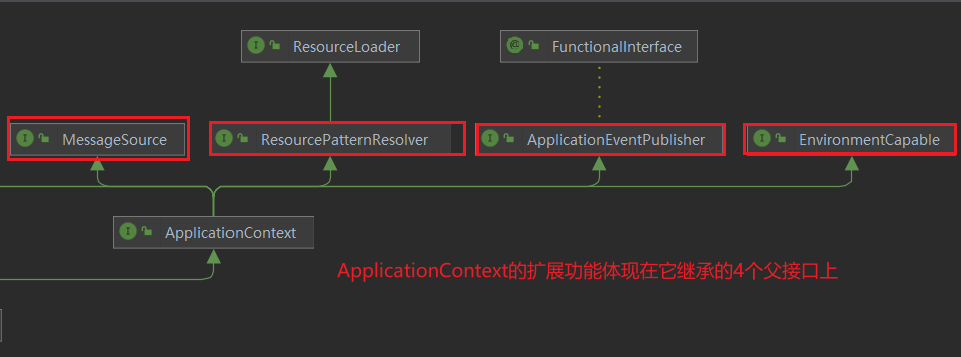 ResourceLoader
FunctionalInterface
MessageSource
ResourcePatternResolver
ApplicationEventPublisher
EnvironmentCapable
ApplicationContext
ApplicationContext的扩展功能体现在它继承的4个父接口上